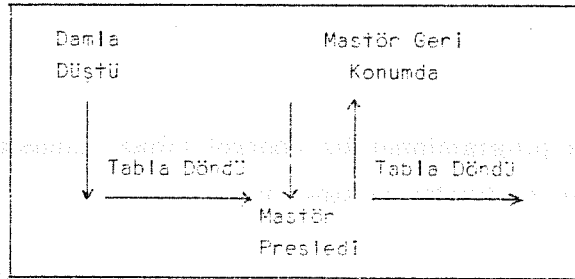 Damla
Düştü
Mastör Geri
Konumda
Tabla Döndü
Tabla Döndü
Mastör
Presledi